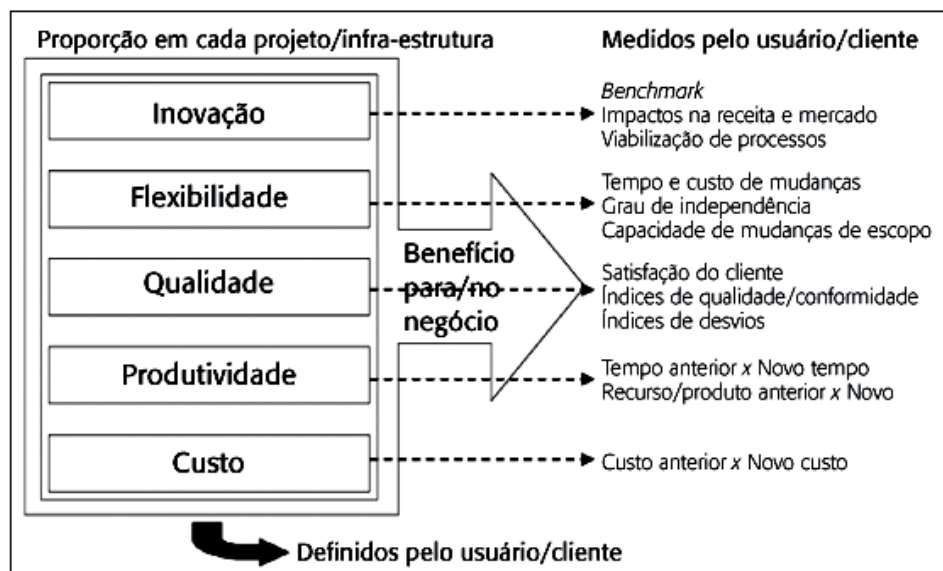 Proporção em cada projeto/infra-estrutura
Medidos pelo usuário/cliente
Inovação
Benchmark
Impactos na receita e mercado
Viabilização de processos
Flexibilidade
Tempo e custo de mudanças
Grau de independência
Capacidade de mudanças de escopo
Benefício
para/no
negócio
Qualidade
Satisfação do cliente
Índices de qualidade/conformidade
Índices de desvios
Produtividade
Tempo anterior x Novo tempo
Recurso/produto anterior x Novo
Custo
Custo anterior x Novo custo
Definidos pelo usuário/cliente